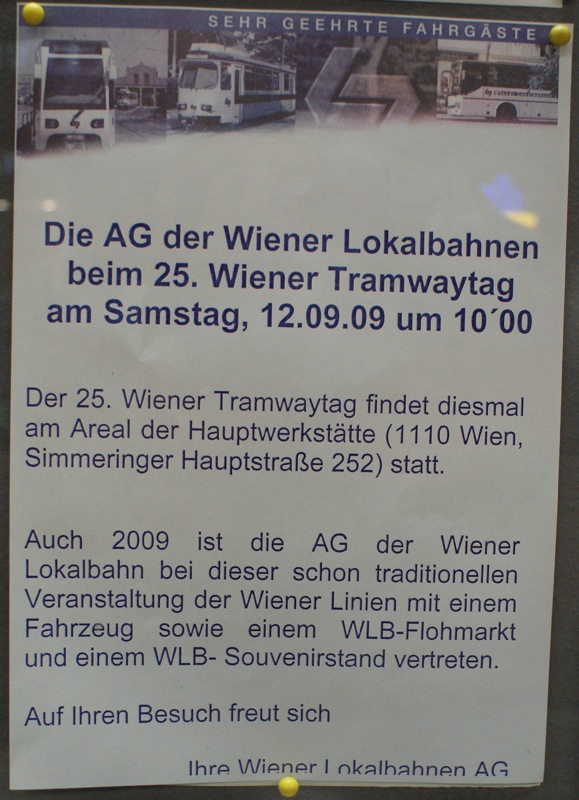 SEHR GEEHRTE FAHRGÄSTE
Die AG der Wiener Lokalbahnen
beim 25. Wiener Tramwaytag
am Samstag, 12.09.09 um 10´00
Der 25. Wiener Tramwaytag findet diesmal
am Areal der Hauptwerkstätte (1110 Wien,
Simmeringer Hauptstraße 252) statt.
Auch 2009 ist die AG der Wiener
Lokalbahn bei dieser schon traditionellen
Veranstaltung der Wiener Linien mit einem
Fahrzeug sowie einem WLB-Flohmarkt
und einem WLB- Souvenirstand vertreten.
Auf Ihren Besuch freut sich
Ihre Wiener Lokalbahnen AG